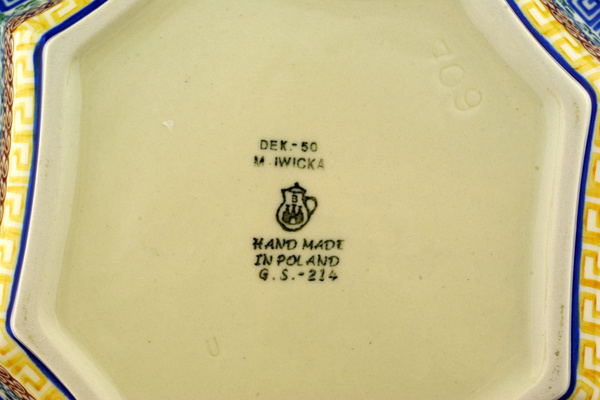 709
DEK.-50
M. IWICKA
HAND MADE
IN POLAND
G.S.-214
U